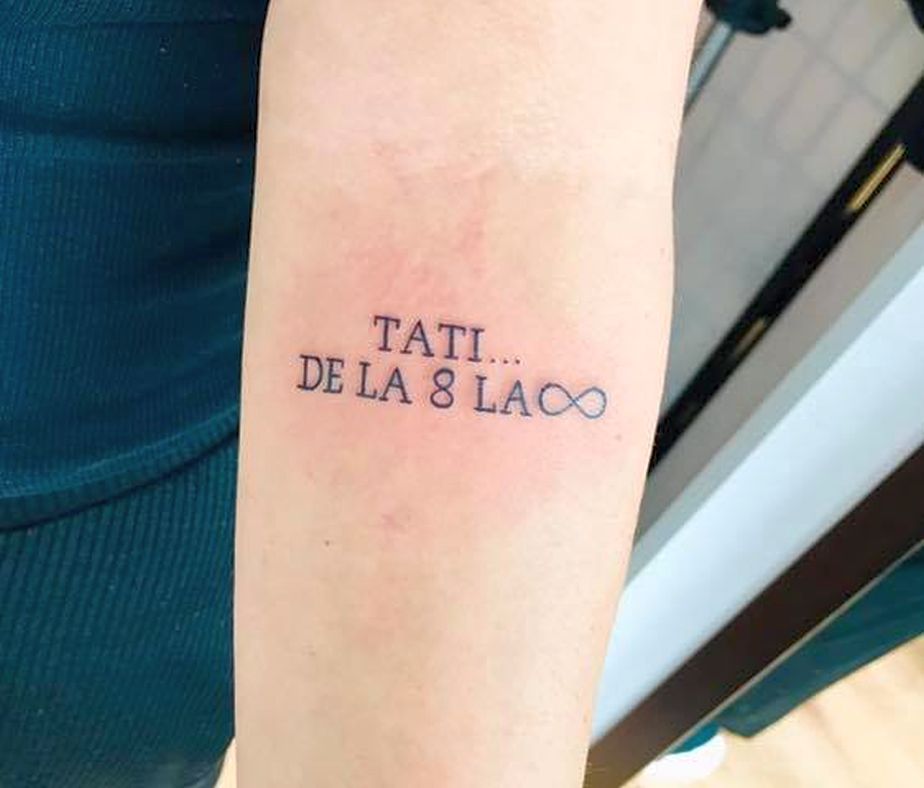 TATI...
DE LA 8 LA ∞